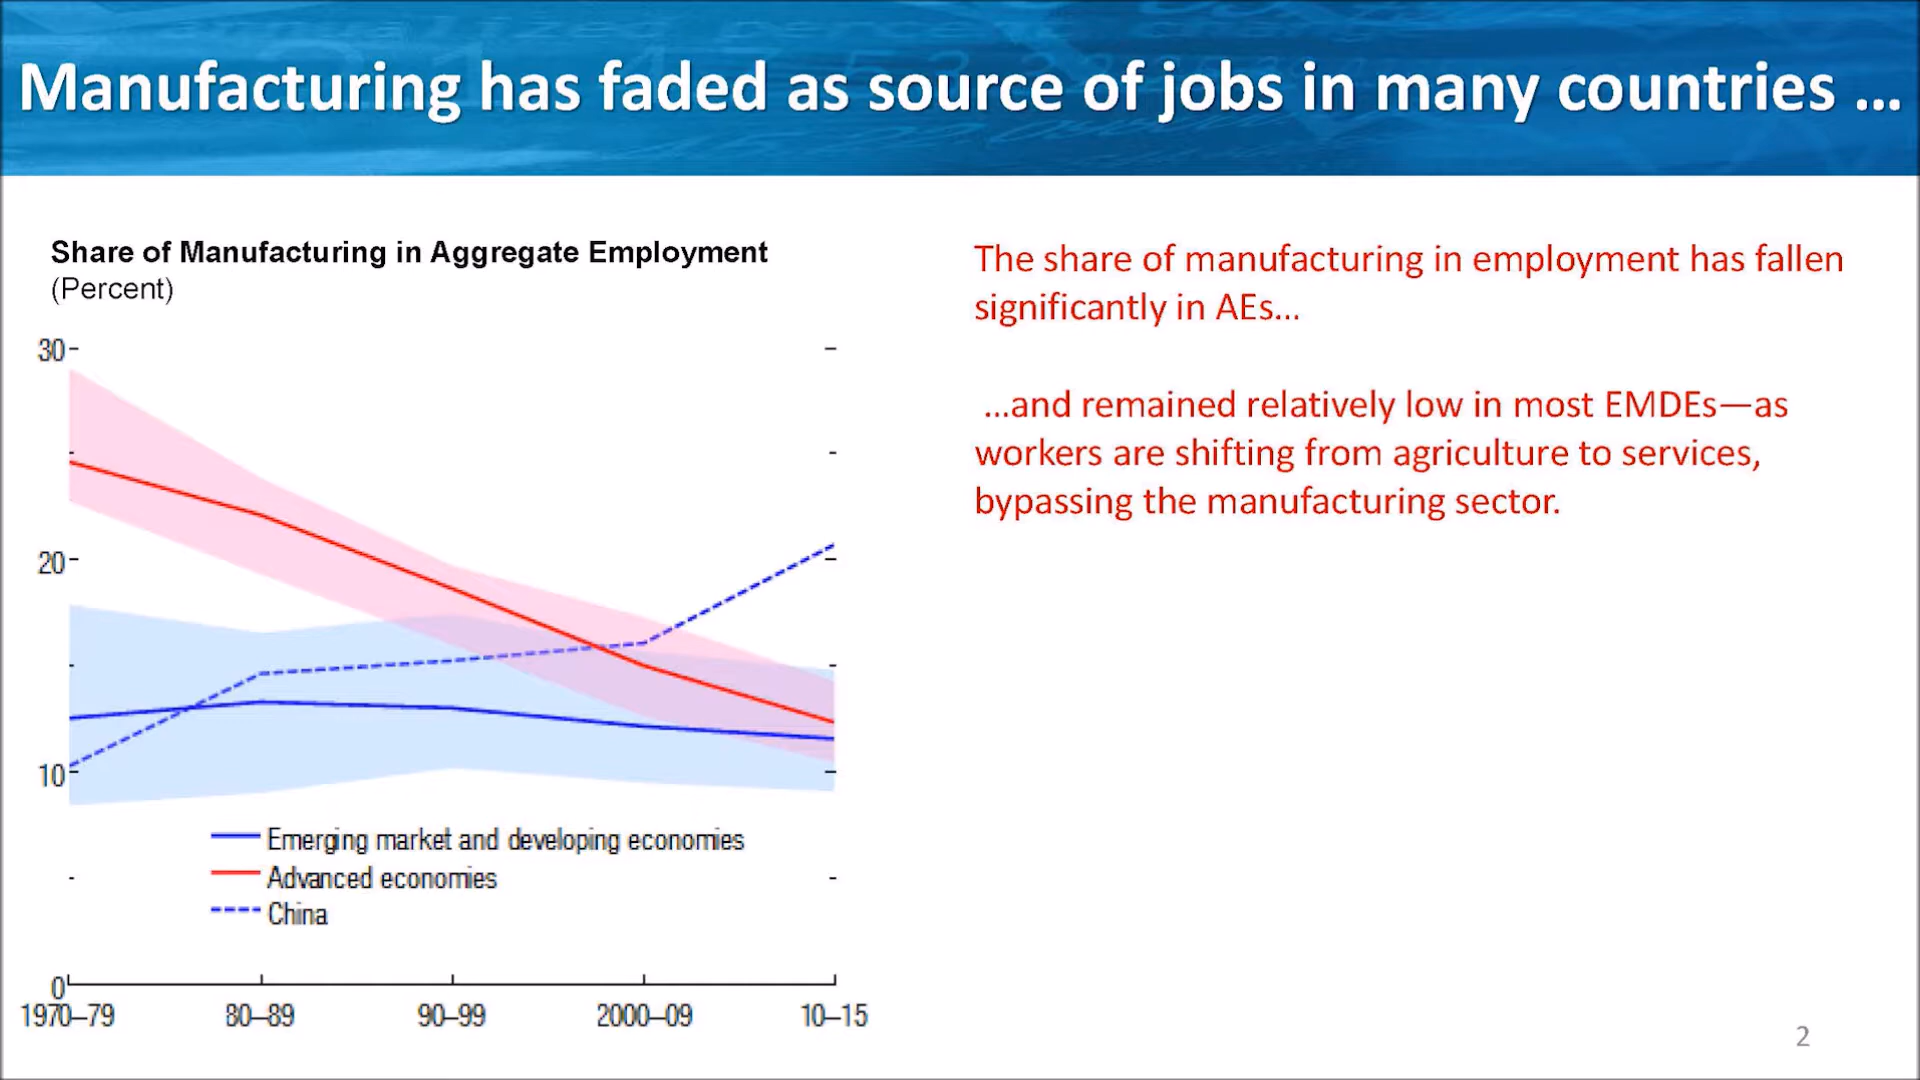 Manufacturing has faded as source of jobs in many countries ...
Share of Manufacturing in Aggregate Employment
(Percent)
30
20
10
0
Emerging market and developing economies
Advanced economies
China
1970–79 80–89 90–99 2000–09 10–15
The share of manufacturing in employment has fallen
significantly in AEs...
...and remained relatively low in most EMDEs—as
workers are shifting from agriculture to services,
bypassing the manufacturing sector.
2